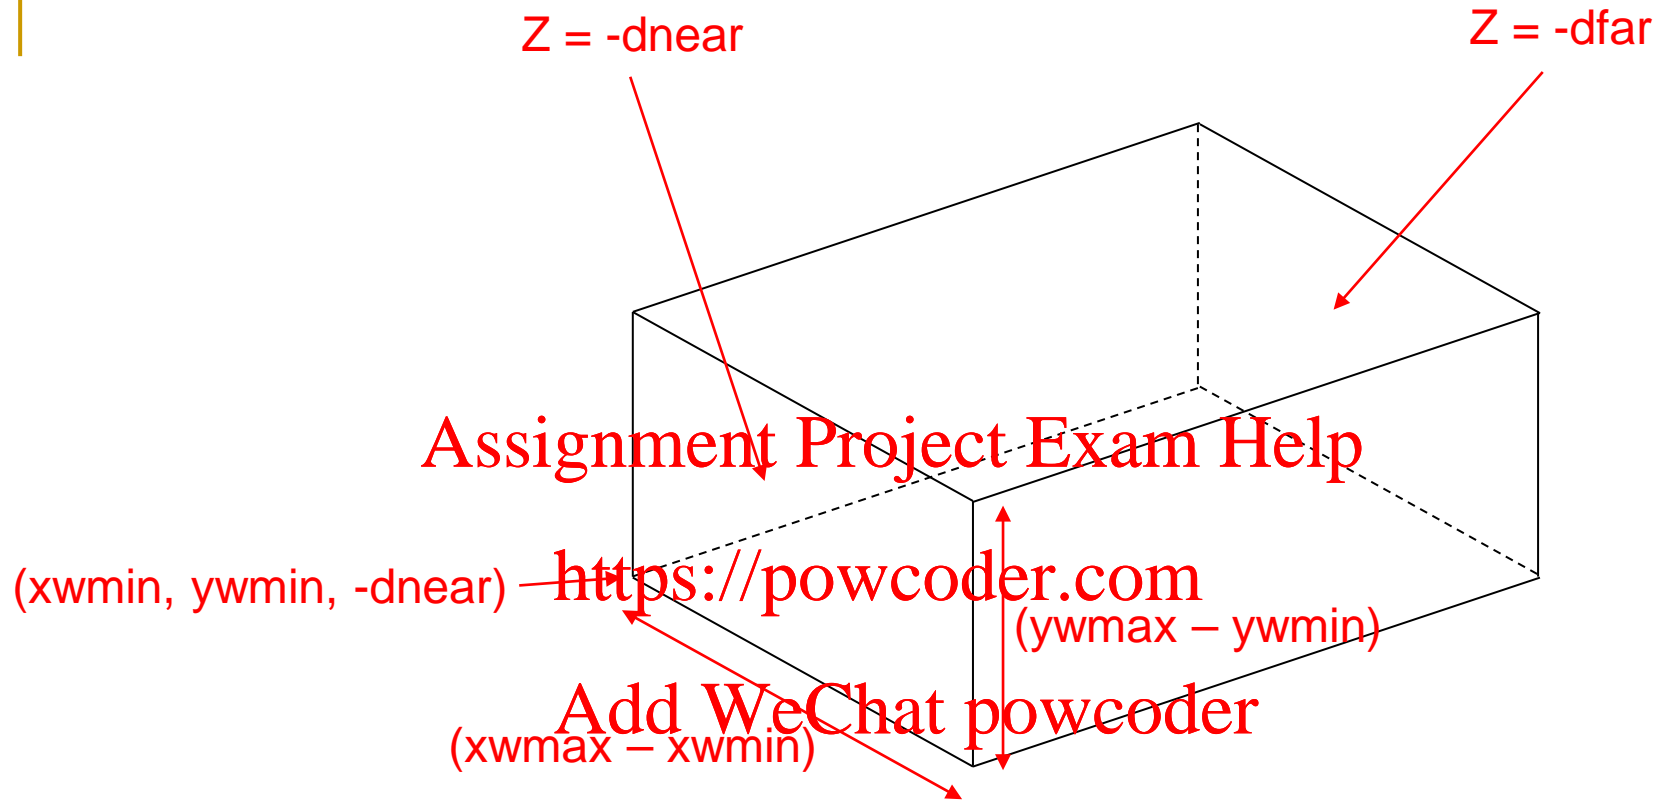 Z = -dnear
Z = -dfar
Assignment Project Exam Help
(xwmin, ywmin, -dnear)
https://powcoder.com
(ywmax – ywmin)
Add WeChat powcoder
(xwmax – xwmin)